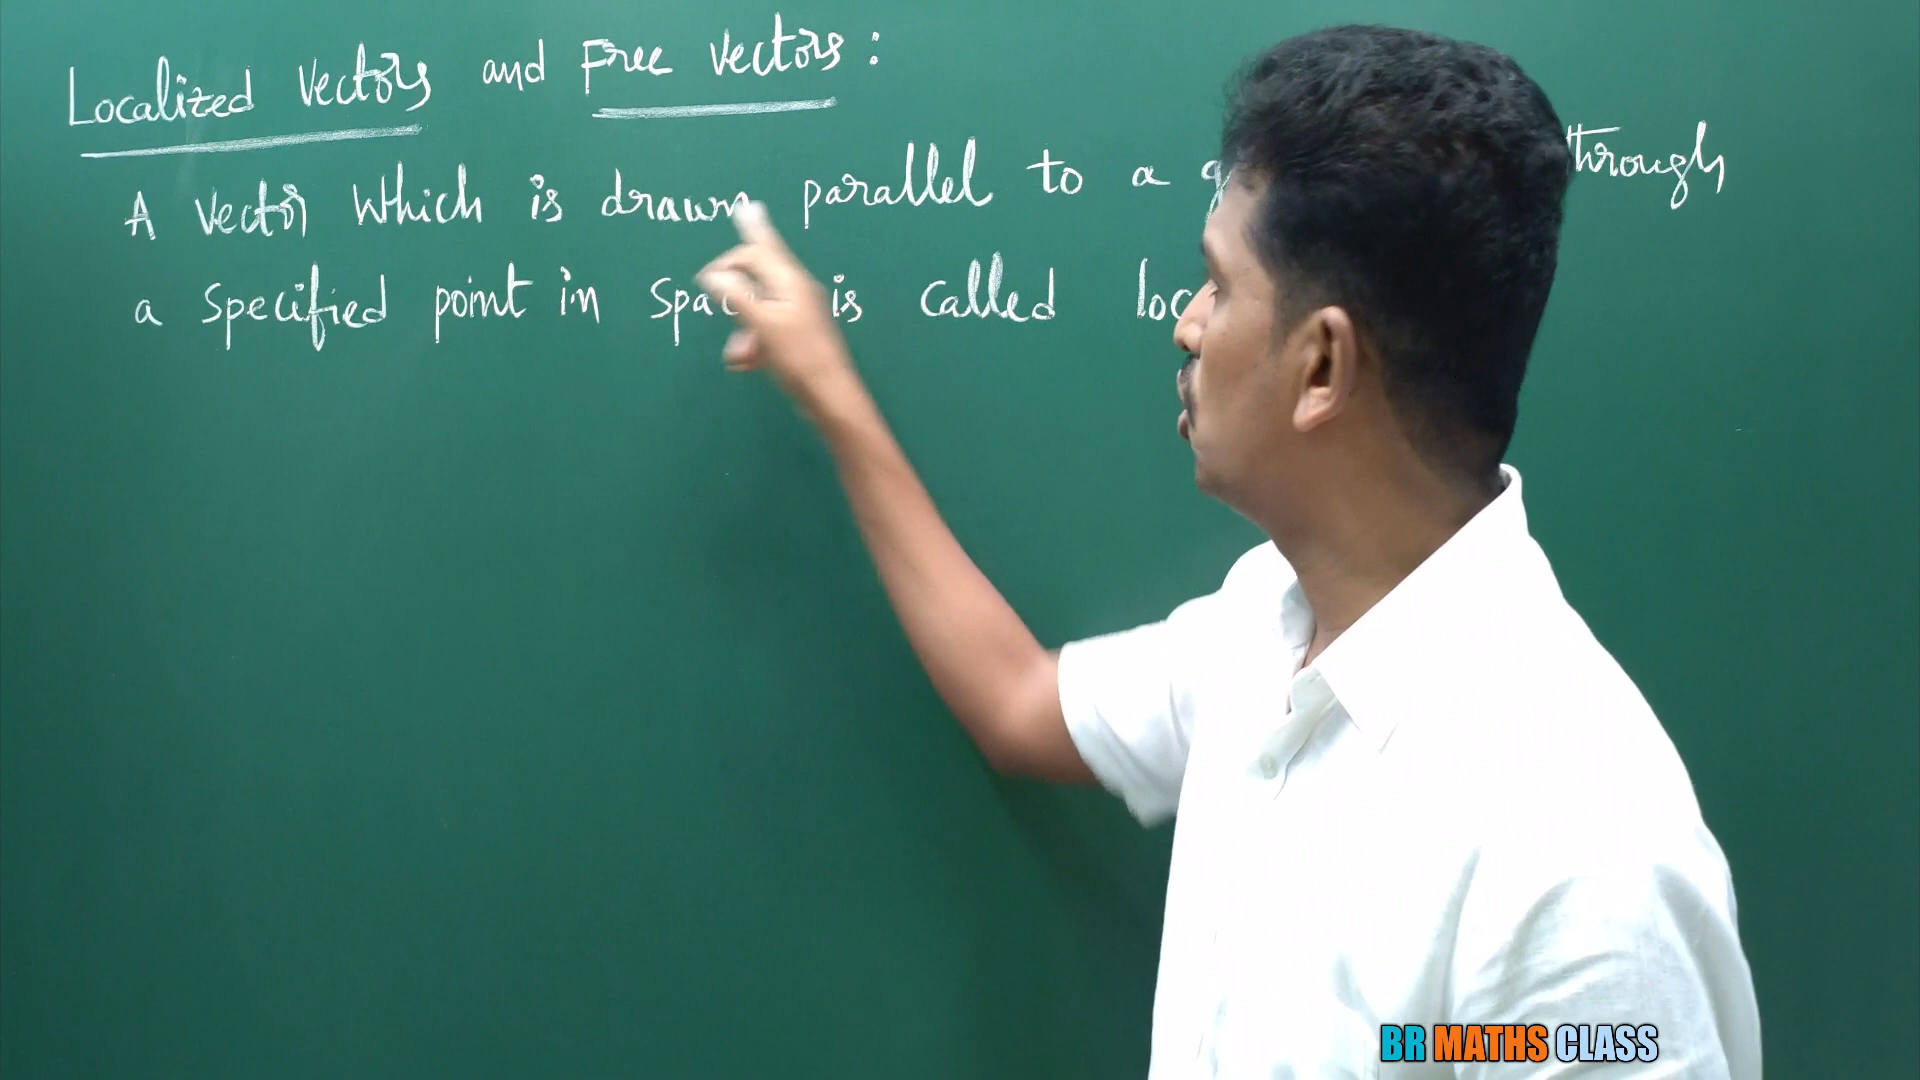 Localized Vectors and Free Vectors :
A Vector which is drawn parallel to a through
a specified point in space is called
BR MATHS CLASS